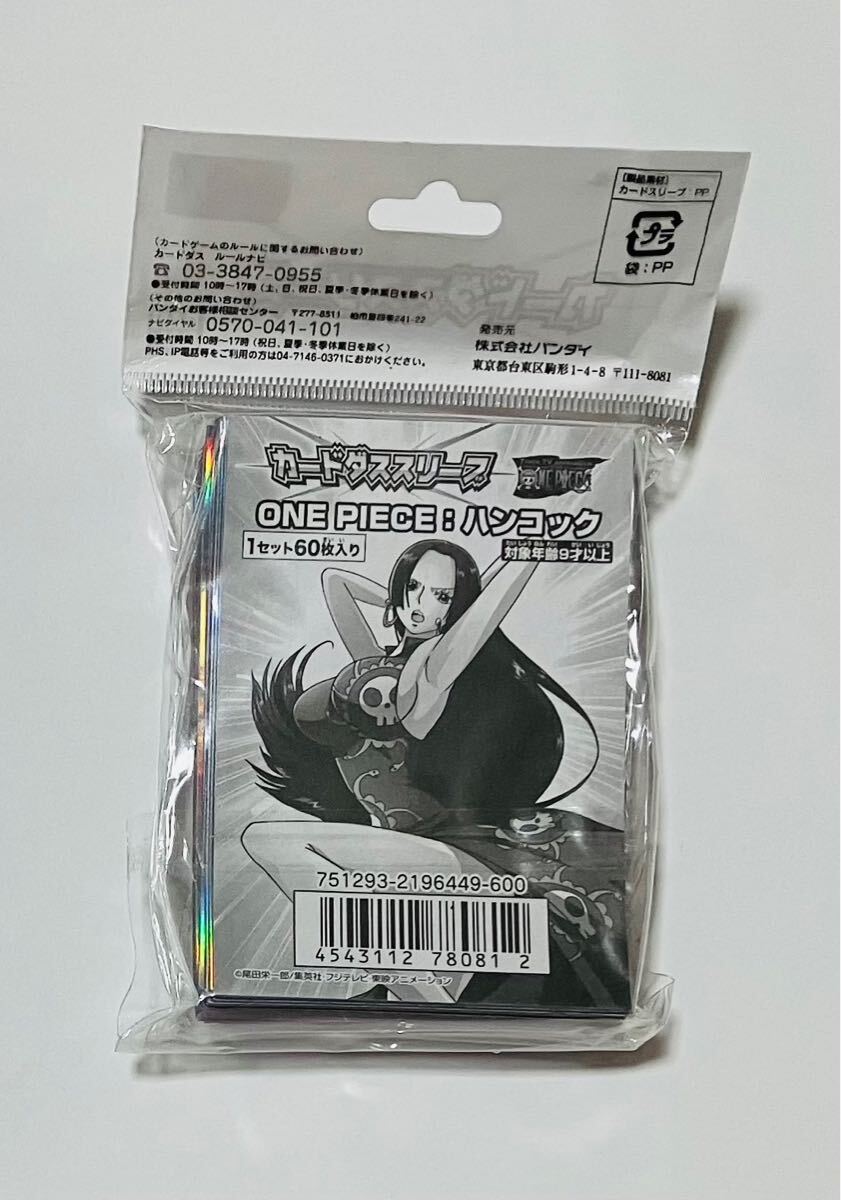 (カードゲームのルールに関するお問い合わせ)
カードダス ルールナビ
☎ 03-3847-0955
●受付時間 10時〜17時 (土、日、祝日、夏季・冬季休業日を除く)
(その他のお問い合わせ)
バンダイお客様相談センター 〒277-8511 柏市豊四季241-22
ナビダイヤル 0570-041-101
●受付時間 10時〜17時 (祝日、夏季・冬季休業日を除く)
PHS、IP電話等をご利用の方は04-7146-0371におかけください。
発売元
株式会社バンダイ
東京都台東区駒形1-4-8 〒111-8081
[製品素材]
カードスリーブ:PP
プラ
袋:PP
カードダススリーブ
ONE PIECE
ONE PIECE:ハンコック
1セット60枚入り
対象年齢9才以上
751293-2196449-600
4543112 78081 2
©尾田栄一郎/集英社・フジテレビ・東映アニメーション